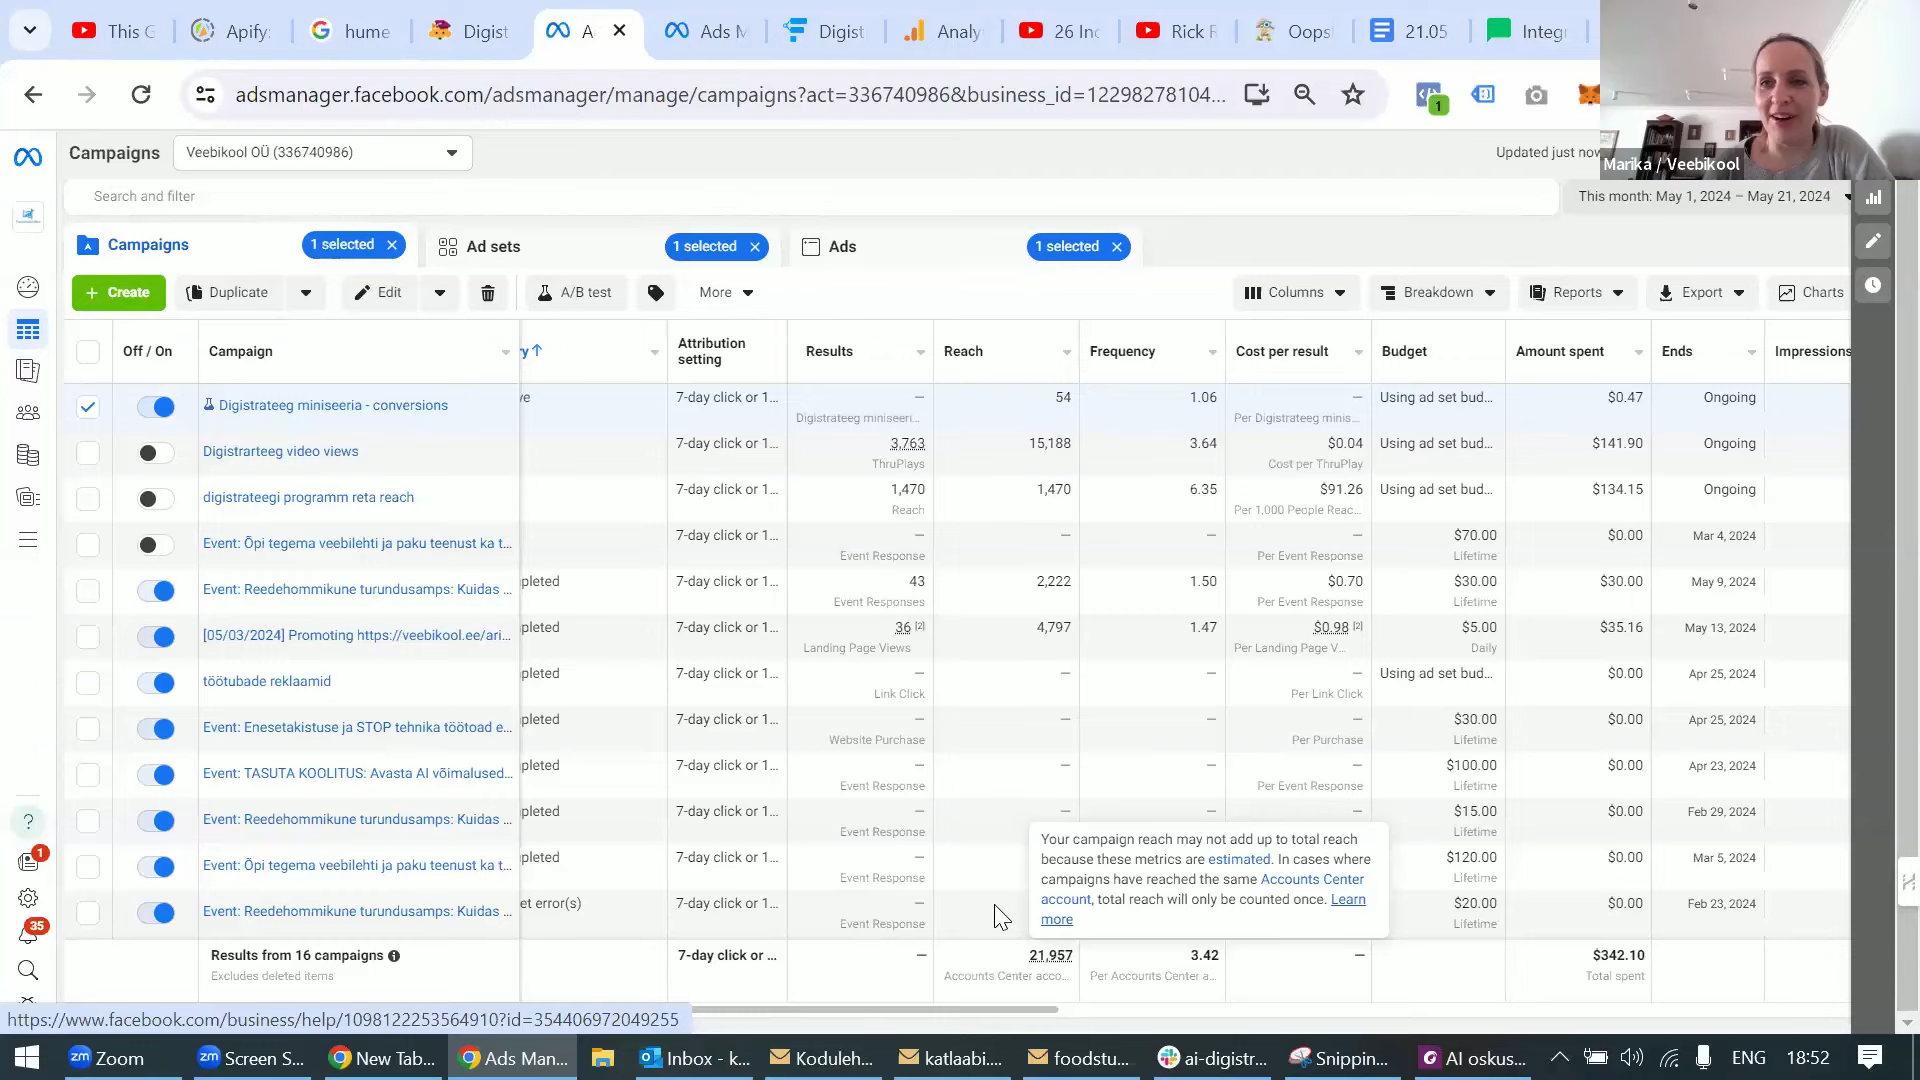 This G
Apify:
hume
Digist
A
Ads M
Digist
Analy
26 Inc
Rick R
Oops!
21.05
Integ
adsmanager.facebook.com/adsmanager/manage/campaigns?act=336740986&business_id=12298278104...
1
Marika / Veebikool
Campaigns
Veebikool OÜ (336740986)
Updated just now
Search and filter
This month: May 1, 2024 – May 21, 2024
Campaigns
1 selected
Ad sets
1 selected
Ads
1 selected
+ Create
Duplicate
Edit
A/B test
More
Columns
Breakdown
Reports
Export
Charts
Off / On
Campaign
ry↑
Attribution setting
Results
Reach
Frequency
Cost per result
Budget
Amount spent
Ends
Impressions
Digistrateeg miniseeria - conversions
ve
7-day click or 1...
—
54
1.06
—
Using ad set bud...
$0.47
Ongoing
Digistrateeg miniseeri...
Per Digistrateeg minis...
Digistrarteeg video views
7-day click or 1...
3,763
15,188
3.64
$0.04
Using ad set bud...
$141.90
Ongoing
ThruPlays
Cost per ThruPlay
digistrateegi programm reta reach
7-day click or 1...
1,470
1,470
6.35
$91.26
Using ad set bud...
$134.15
Ongoing
Reach
Per 1,000 People Reac...
Event: Õpi tegema veebilehti ja paku teenust ka t...
7-day click or 1...
—
—
—
—
$70.00
$0.00
Mar 4, 2024
Event Response
Per Event Response
Lifetime
Event: Reedehommikune turundusamps: Kuidas ...
pleted
7-day click or 1...
43
2,222
1.50
$0.70
$30.00
$30.00
May 9, 2024
Event Responses
Per Event Response
Lifetime
[05/03/2024] Promoting https://veebikool.ee/ari...
pleted
7-day click or 1...
36 [2]
4,797
1.47
$0.98 [2]
$5.00
$35.16
May 13, 2024
Landing Page Views
Per Landing Page V...
Daily
töötubade reklaamid
pleted
7-day click or 1...
—
—
—
—
Using ad set bud...
$0.00
Apr 25, 2024
Link Click
Per Link Click
Event: Enesetakistuse ja STOP tehnika töötoad e...
pleted
7-day click or 1...
—
—
—
—
$30.00
$0.00
Apr 25, 2024
Website Purchase
Per Purchase
Lifetime
Event: TASUTA KOOLITUS: Avasta AI võimalused...
pleted
7-day click or 1...
—
—
—
—
$100.00
$0.00
Apr 23, 2024
Event Response
Per Event Response
Lifetime
Event: Reedehommikune turundusamps: Kuidas ...
pleted
7-day click or 1...
—
—
—
—
$15.00
$0.00
Feb 29, 2024
Event Response
Lifetime
Event: Õpi tegema veebilehti ja paku teenust ka t...
pleted
7-day click or 1...
—
$120.00
$0.00
Mar 5, 2024
Event Response
Lifetime
Event: Reedehommikune turundusamps: Kuidas ...
et error(s)
7-day click or 1...
—
$20.00
$0.00
Feb 23, 2024
Event Response
Lifetime
Your campaign reach may not add up to total reach
because these metrics are estimated. In cases where
campaigns have reached the same Accounts Center
account, total reach will only be counted once. Learn
more
Results from 16 campaigns
7-day click or ...
—
21,957
3.42
—
$342.10
Excludes deleted items
Accounts Center acco...
Per Accounts Center a...
Total spent
?
1
35
https://www.facebook.com/business/help/1098122253564910?id=354406972049255
Zoom
Screen S...
New Tab...
Ads Man...
Inbox - k...
Koduleh...
katlaabi...
foodstu...
ai-digistr...
Snippin...
AI oskus...
ENG
18:52